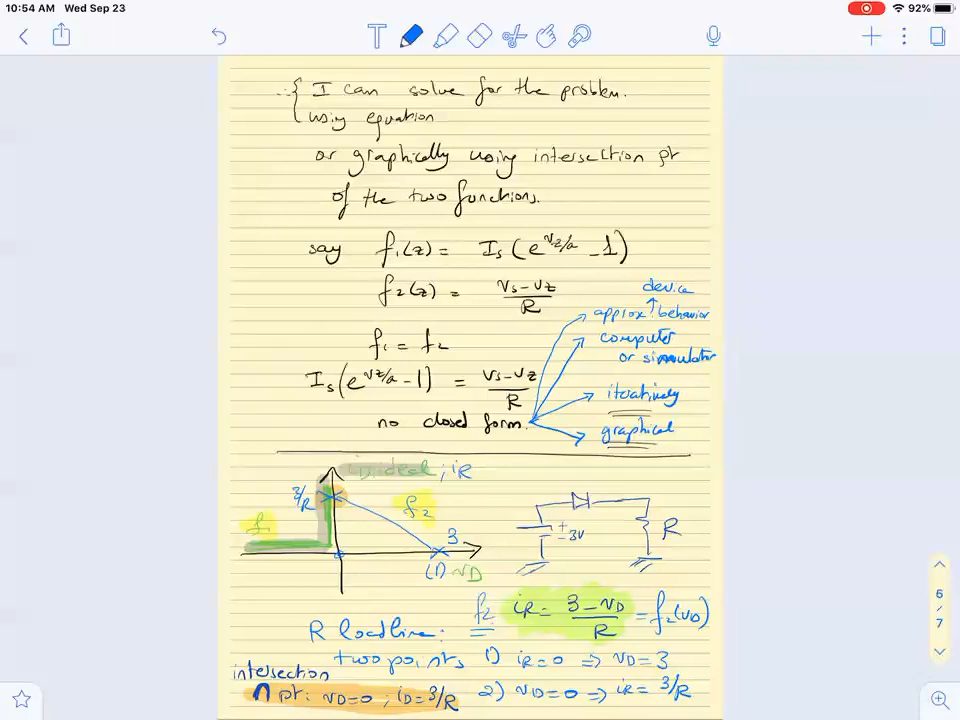 10:54 AM Wed Sep 23
92%
∴ { I can solve for the problem.
using equation
or graphically using intersection pt
of the two functions.
say f₁(z) = Is (e^(vz/a) - 1)
f₂(z) = (Vs - Vz)/R
device
approx. behavior
f₁ = f₂
computer
or simulator
Is (e^(vz/a) - 1) = (Vs - Vz)/R
iteratively
no closed form.
graphical
iD ideal ; iR
3/R
f₂
f₁
3
+ 3V
R
(1) VD
R loadline: f₂ iR = (3 - VD)/R = f₂(VD)
two points 1) iR = 0 ⇒ VD = 3
intersection
pt: VD = 0 ; iD = 3/R
2) VD = 0 ⇒ iR = 3/R
6
/
7